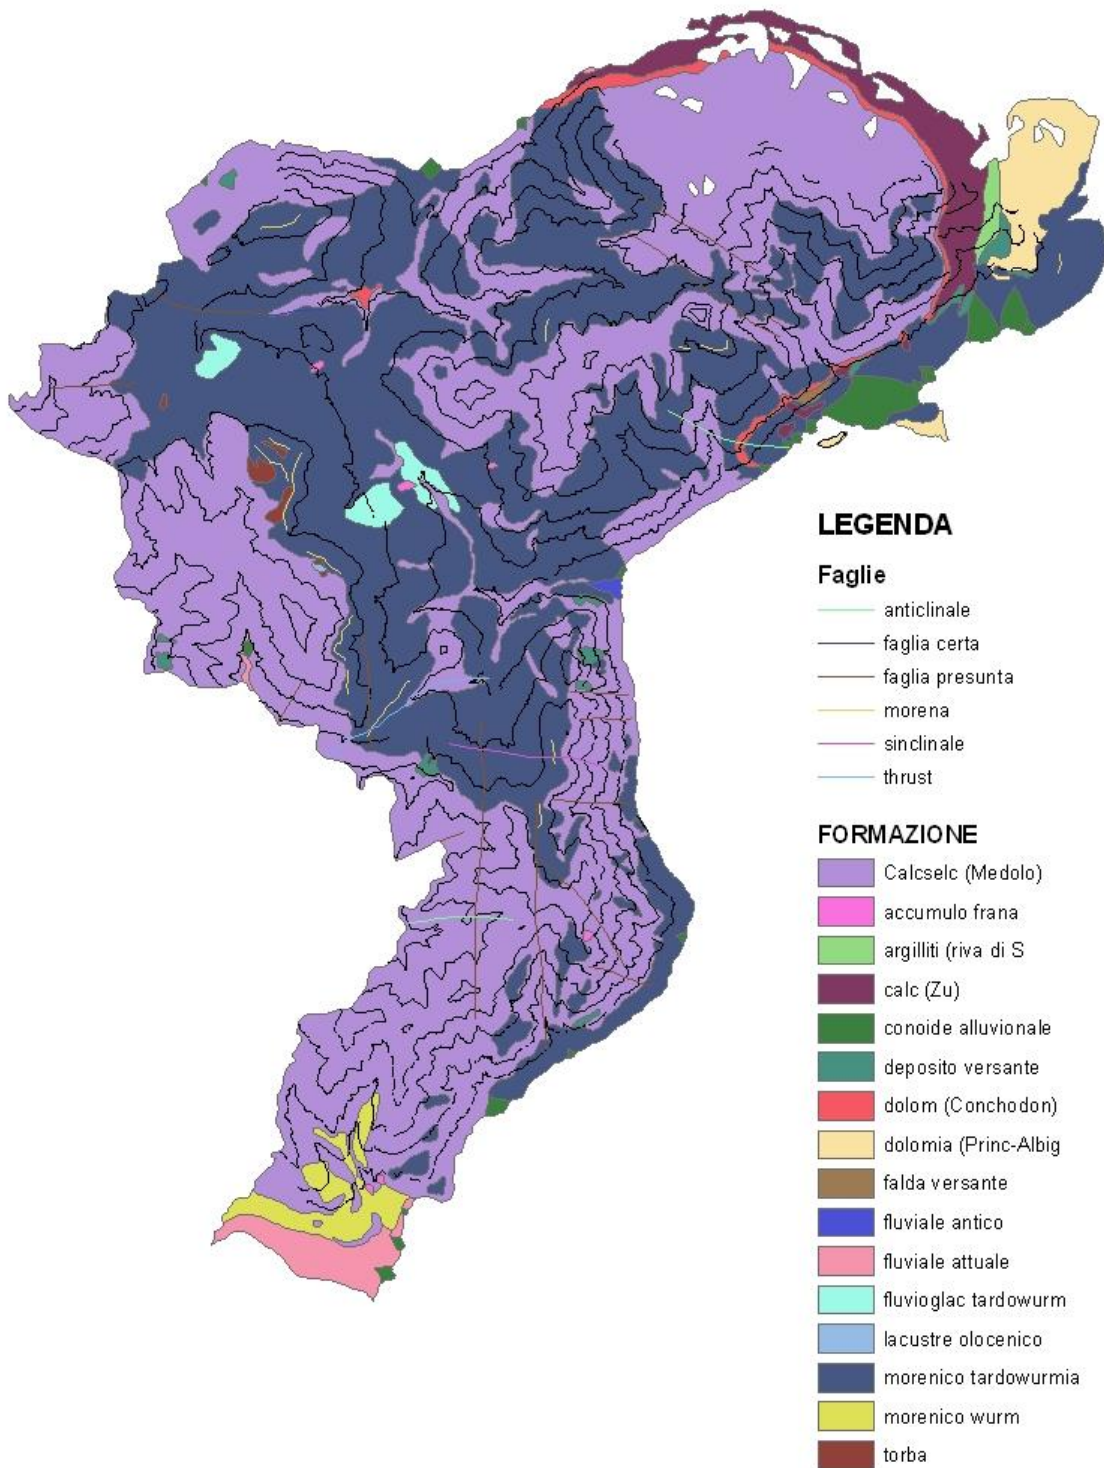 LEGENDA
Faglie
anticlinale
faglia certa
faglia presunta
morena
sinclinale
thrust
FORMAZIONE
Calcselc (Medolo)
accumulo frana
argilliti (riva di S
calc (Zu)
conoide alluvionale
deposito versante
dolom (Conchodon)
dolomia (Princ-Albig
falda versante
fluviale antico
fluviale attuale
fluvioglac tardowurm
lacustre olocenico
morenico tardowurmia
morenico wurm
torba